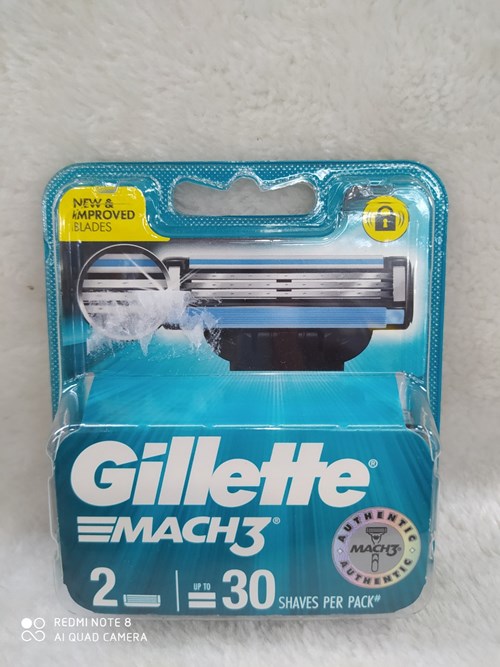 NEW &
IMPROVED
BLADES
Gillette®
MACH3®
AUTHENTIC
MACH3
AUTHENTIC
2
UP TO
=30 SHAVES PER PACK#
REDMI NOTE 8
AI QUAD CAMERA